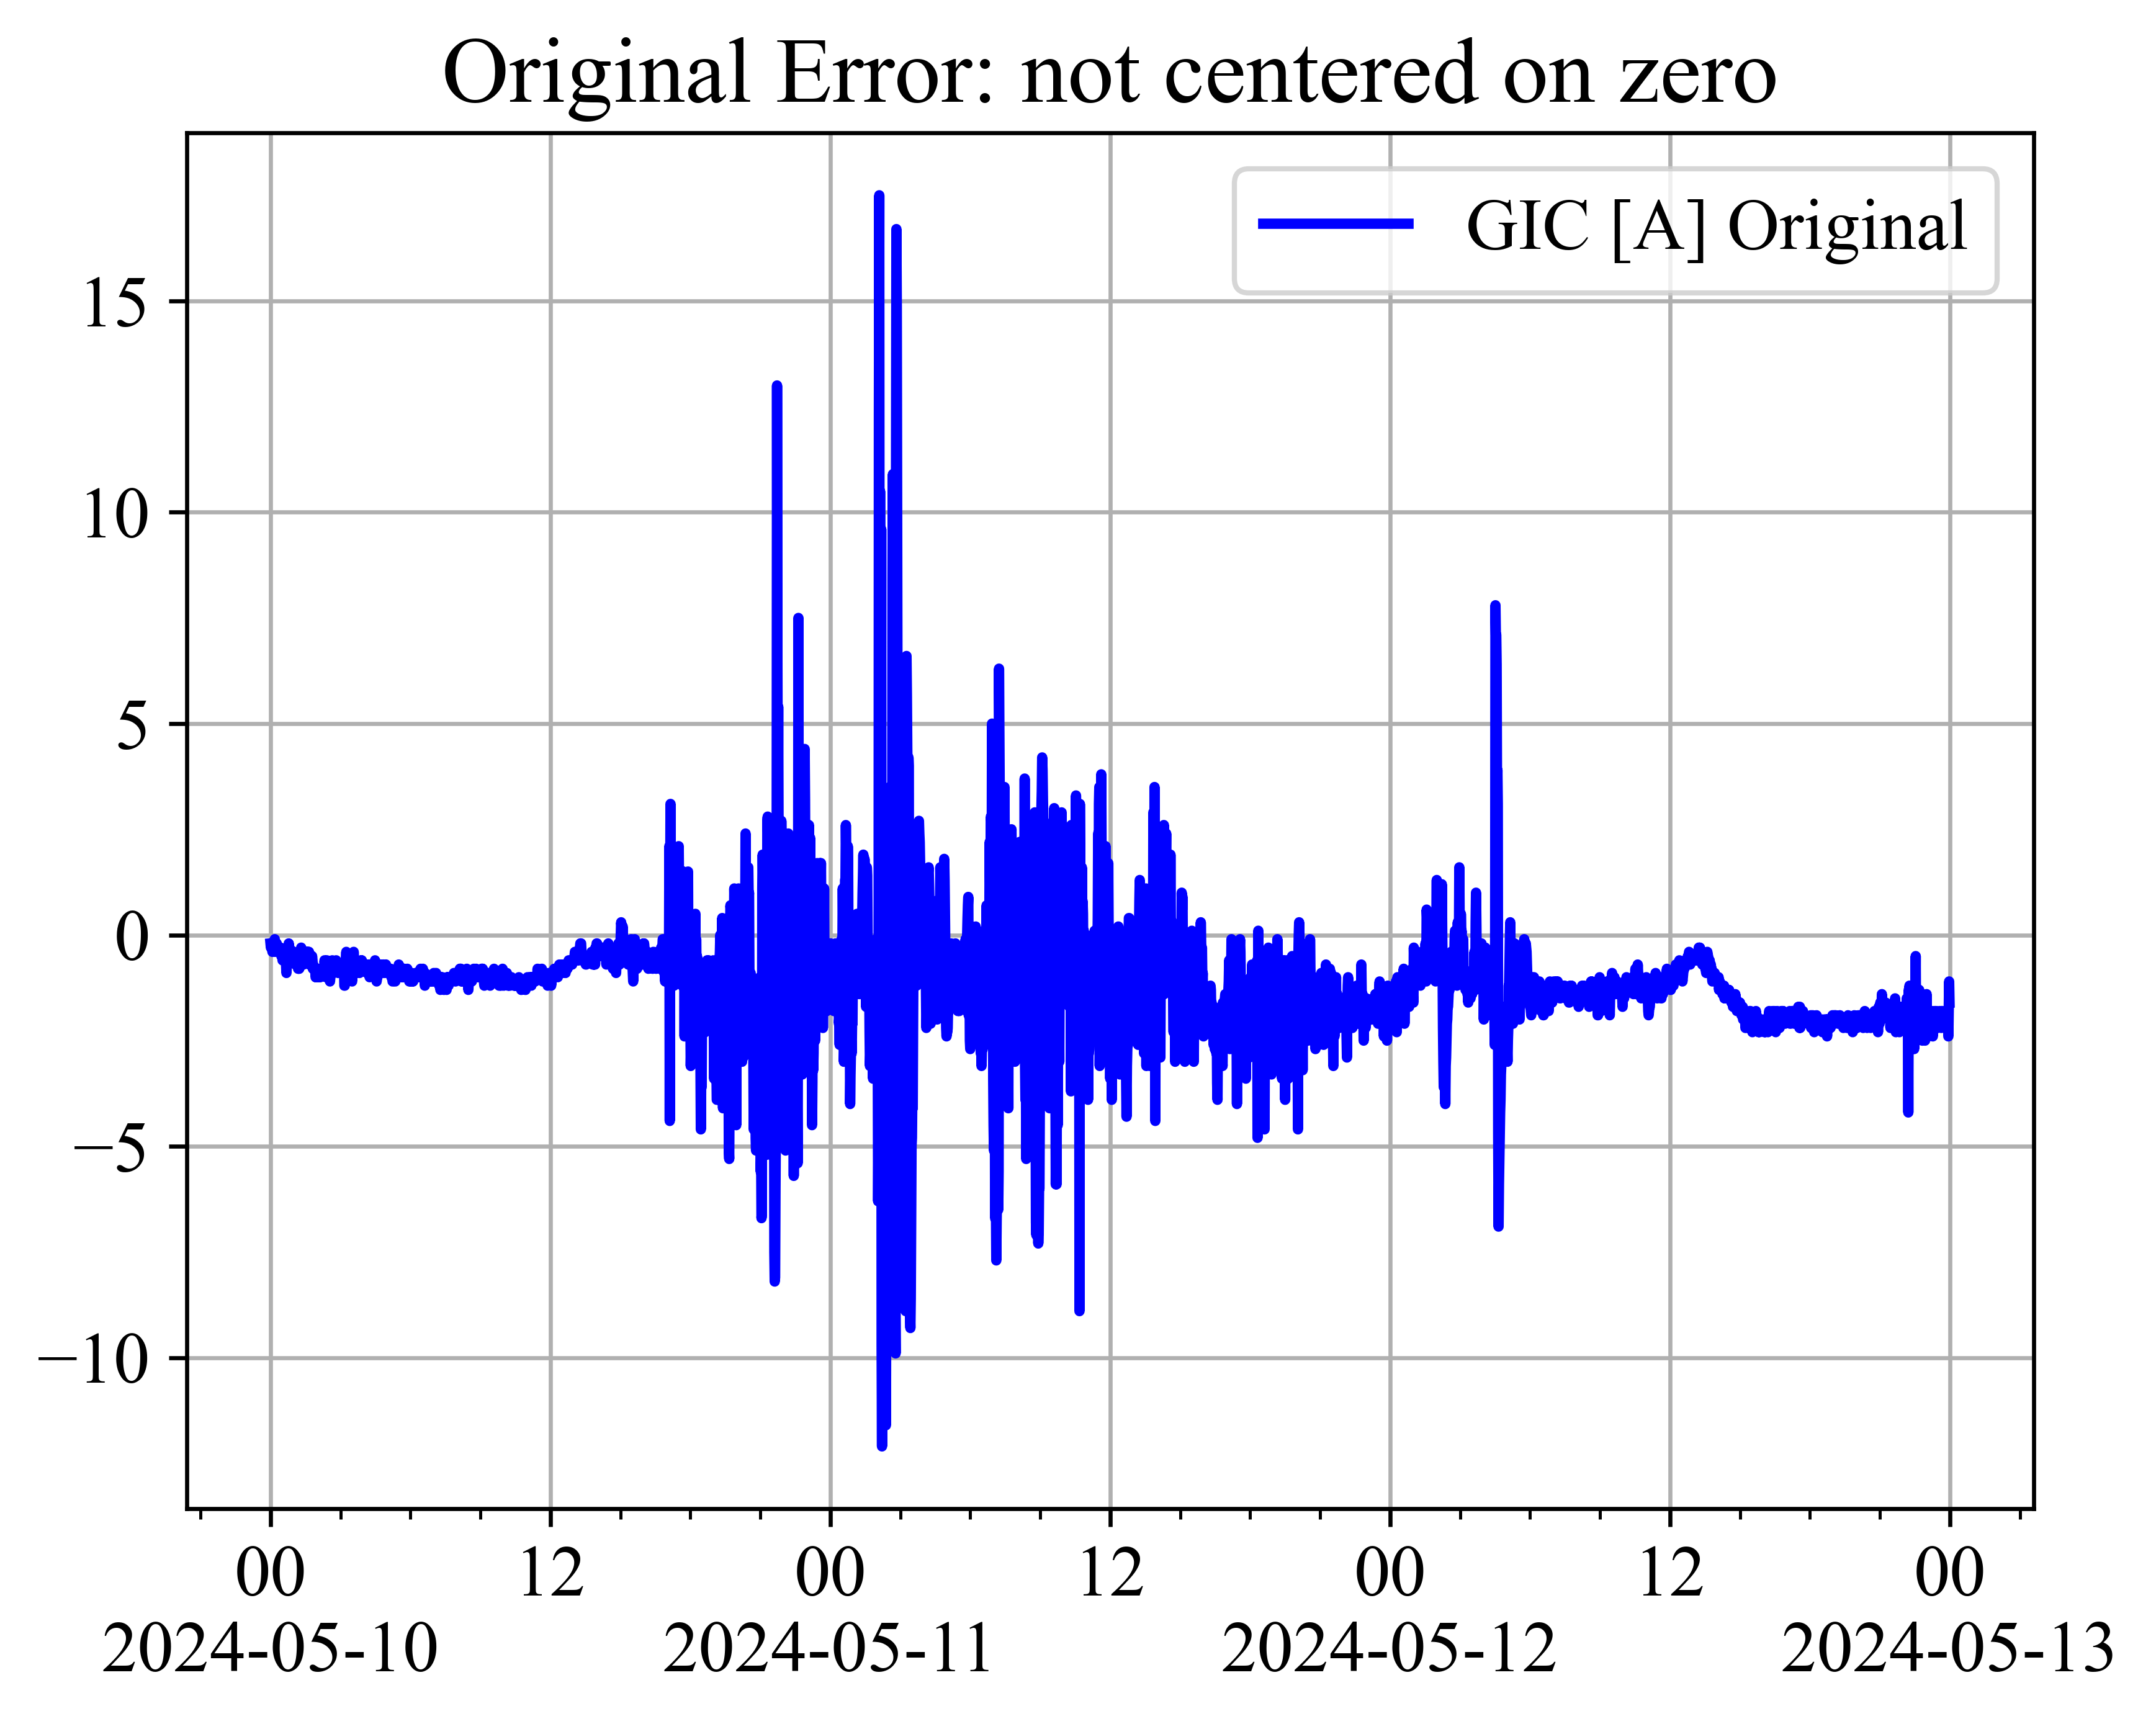 Original Error: not centered on zero
GIC [A] Original
15
10
5
0
−5
−10
00 12 00 12 00 12 00
2024-05-10 2024-05-11 2024-05-12 2024-05-13